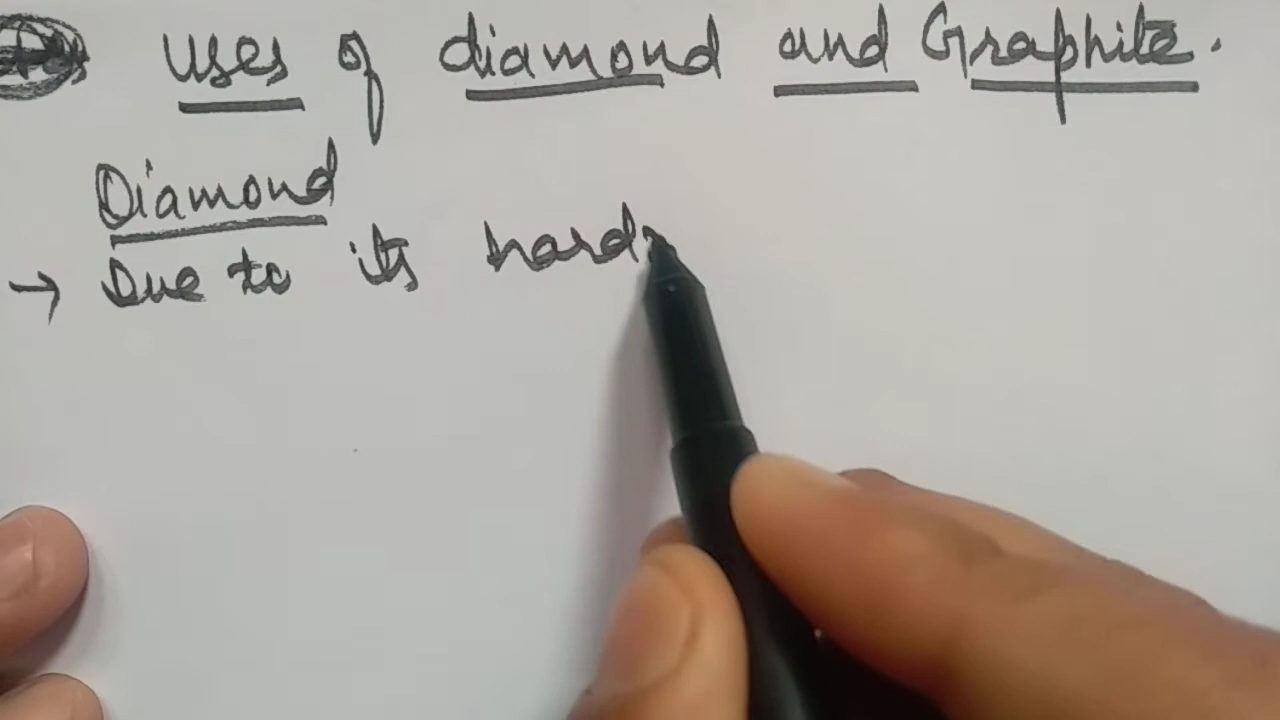 Uses of diamond and Graphite.
Diamond
→ Due to its hard